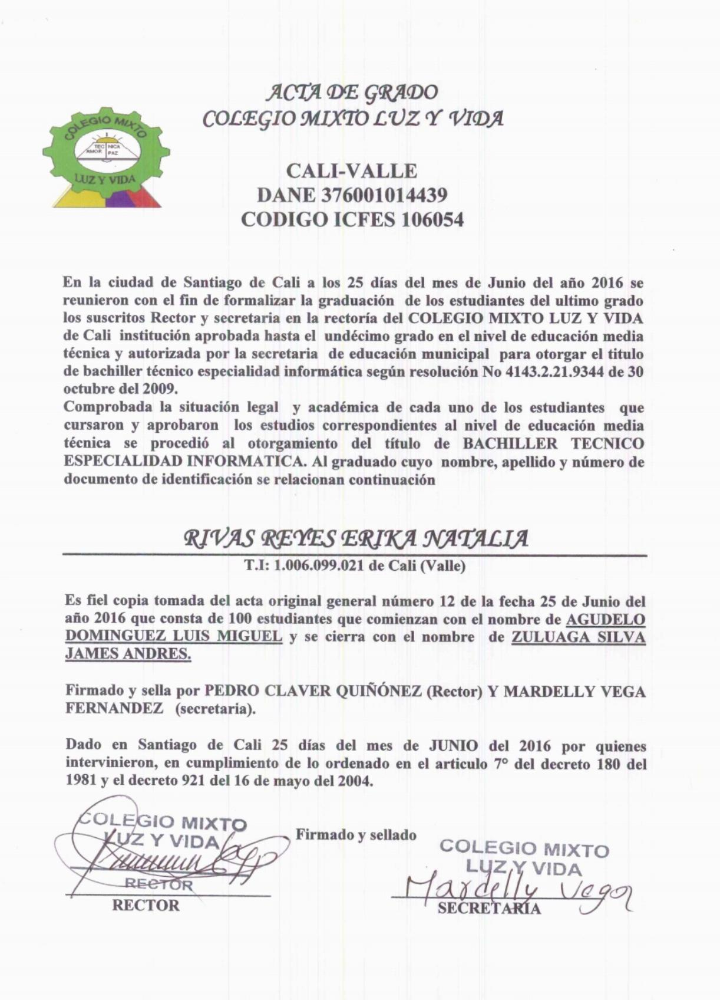 ACTA DE GRADO
COLEGIO MIXTO LUZ Y VIDA
COLEGIO MIXTO
TEC NICA
AMOR PAZ
LUZ Y VIDA
CALI-VALLE
DANE 376001014439
CODIGO ICFES 106054
En la ciudad de Santiago de Cali a los 25 días del mes de Junio del año 2016 se
reunieron con el fin de formalizar la graduación de los estudiantes del ultimo grado
los suscritos Rector y secretaria en la rectoría del COLEGIO MIXTO LUZ Y VIDA
de Cali institución aprobada hasta el undécimo grado en el nivel de educación media
técnica y autorizada por la secretaria de educación municipal para otorgar el titulo
de bachiller técnico especialidad informática según resolución No 4143.2.21.9344 de 30
octubre del 2009.
Comprobada la situación legal y académica de cada uno de los estudiantes que
cursaron y aprobaron los estudios correspondientes al nivel de educación media
técnica se procedió al otorgamiento del título de BACHILLER TECNICO
ESPECIALIDAD INFORMATICA. Al graduado cuyo nombre, apellido y número de
documento de identificación se relacionan continuación
RIVAS REYES ERIKA NATALIA
T.I: 1.006.099.021 de Cali (Valle)
Es fiel copia tomada del acta original general número 12 de la fecha 25 de Junio del
año 2016 que consta de 100 estudiantes que comienzan con el nombre de AGUDELO
DOMINGUEZ LUIS MIGUEL y se cierra con el nombre de ZULUAGA SILVA
JAMES ANDRES.
Firmado y sella por PEDRO CLAVER QUIÑÓNEZ (Rector) Y MARDELLY VEGA
FERNANDEZ (secretaria).
Dado en Santiago de Cali 25 días del mes de JUNIO del 2016 por quienes
intervinieron, en cumplimiento de lo ordenado en el articulo 7° del decreto 180 del
1981 y el decreto 921 del 16 de mayo del 2004.
COLEGIO MIXTO
LUZ Y VIDA
RECTOR
RECTOR
Firmado y sellado
COLEGIO MIXTO
LUZ Y VIDA
Mardelly Vega
SECRETARÍA